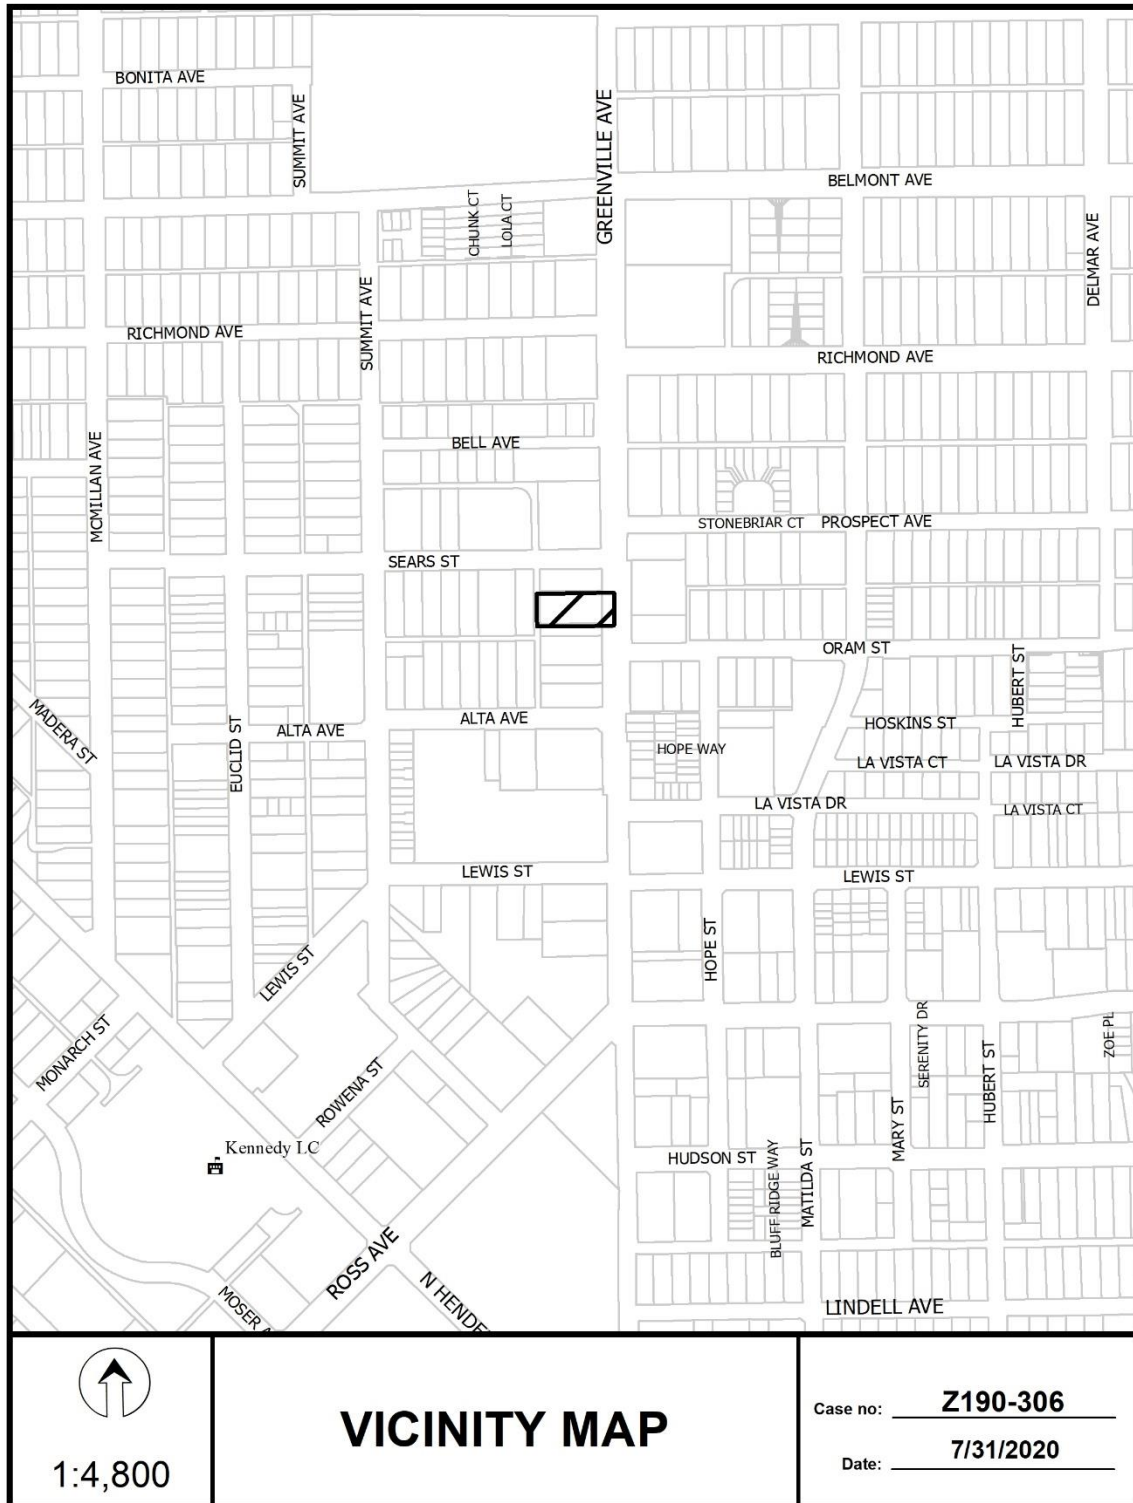 BONITA AVE
SUMMIT AVE
GREENVILLE AVE
BELMONT AVE
CHUNK CT
LOLA CT
DELMAR AVE
SUMMIT AVE
RICHMOND AVE
RICHMOND AVE
MCMILLAN AVE
BELL AVE
STONEBRIAR CT
PROSPECT AVE
SEARS ST
ORAM ST
HUBERT ST
MADERA ST
EUCLID ST
ALTA AVE
ALTA AVE
HOSKINS ST
HOPE WAY
LA VISTA CT
LA VISTA DR
LA VISTA DR
LA VISTA CT
LEWIS ST
LEWIS ST
HOPE ST
LEWIS ST
MONARCH ST
ROWENA ST
SERENITY DR
ZOE PL
HUBERT ST
MARY ST
Kennedy LC
HUDSON ST
BLUFF RIDGE WAY
MATILDA ST
ROSS AVE
N HENDE
MOSER A
LINDELL AVE
1:4,800
VICINITY MAP
Case no: Z190-306
Date: 7/31/2020